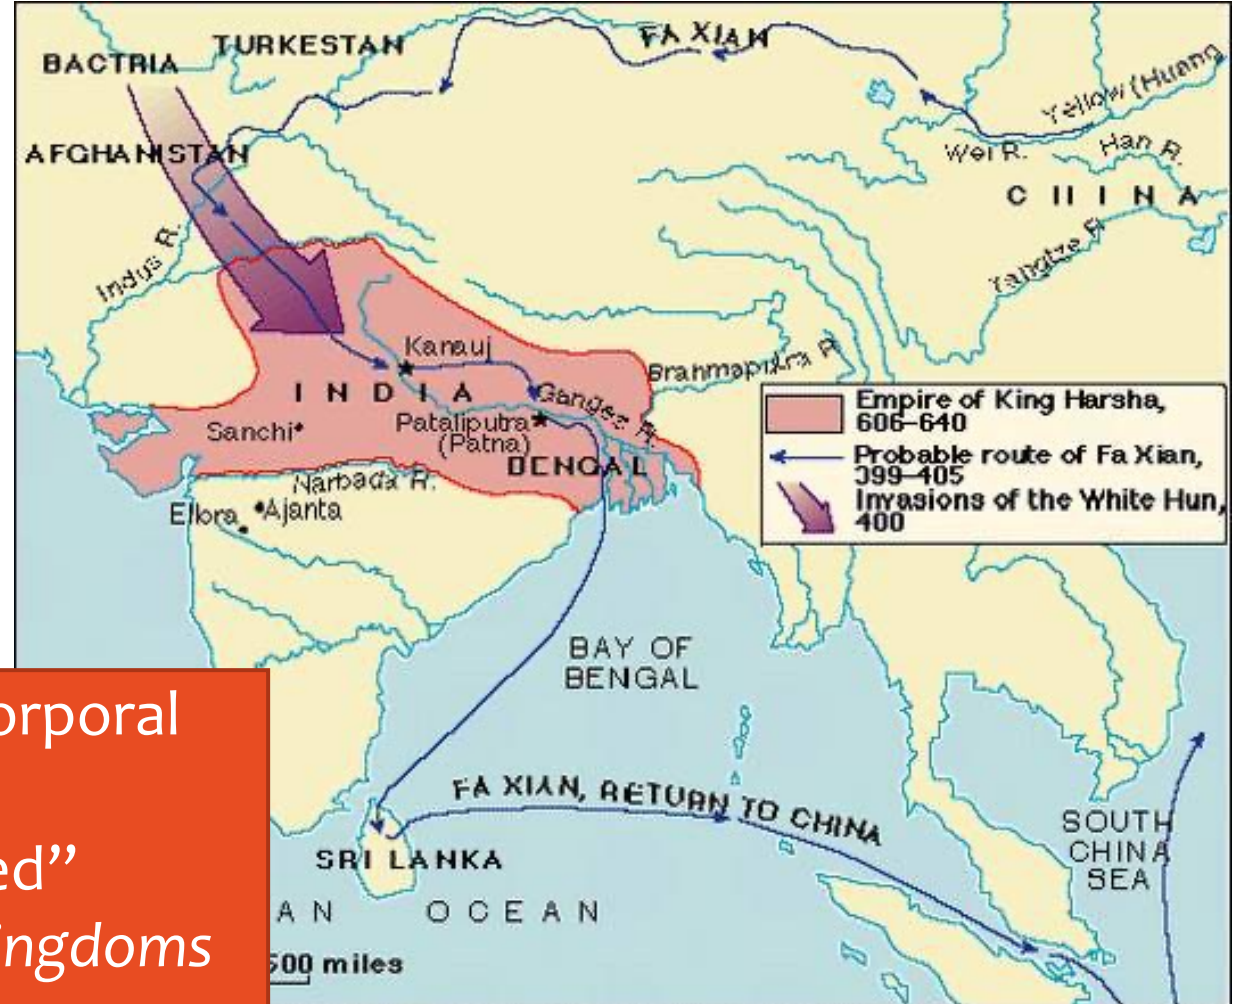 FA XIAN
TURKESTAN
BACTRIA
Yellow (Huang
AFGHANISTAN
Wei R.
Han R.
CHINA
Indus R.
Yangtze R
Kanauj
Brahmaputra R
INDIA
Ganges R.
Sanchi
Pataliputra
(Patna)
BENGAL
Narbada R.
Ellora
Ajanta
Empire of King Harsha,
606–640
Probable route of Fa Xian,
399–405
Invasions of the White Hun,
400
BAY OF
BENGAL
FA XIAN, RETURN TO CHINA
SOUTH
CHINA
SEA
SRI LANKA
AN OCEAN
500 miles
orporal
ed”
ingdoms